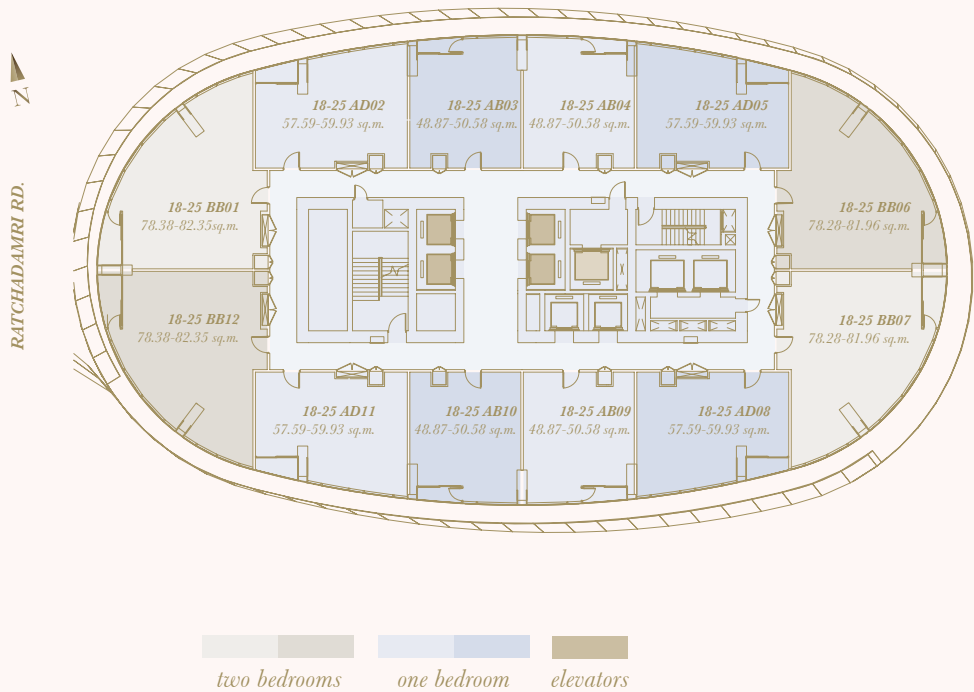 N
RATCHADAMRI RD.
18-25 AD02
57.59-59.93 sq.m.
18-25 AB03
48.87-50.58 sq.m.
18-25 AB04
48.87-50.58 sq.m.
18-25 AD05
57.59-59.93 sq.m.
18-25 BB01
78.38-82.35sq.m.
18-25 BB06
78.28-81.96 sq.m.
18-25 BB12
78.38-82.35 sq.m.
18-25 BB07
78.28-81.96 sq.m.
18-25 AD11
57.59-59.93 sq.m.
18-25 AB10
48.87-50.58 sq.m.
18-25 AB09
48.87-50.58 sq.m.
18-25 AD08
57.59-59.93 sq.m.
two bedrooms
one bedroom
elevators